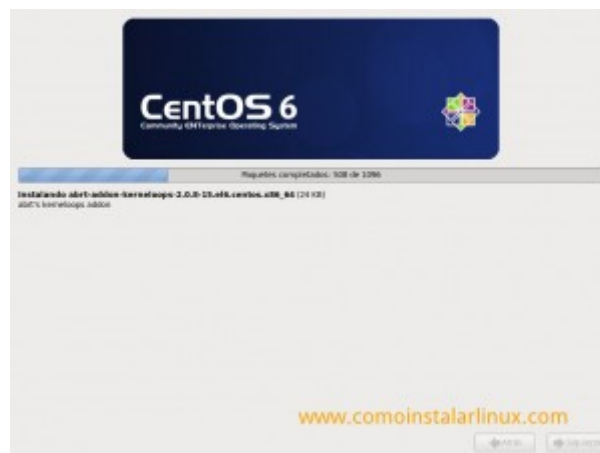 CentOS 6
Community ENTerprise Operating System
Paquetes completados: 508 de 1096
Instalando abrt-addon-kerneloops-2.0.8-15.el6.centos.x86_64 (24 KB)
abrt's kerneloops addon
www.comoinstalarlinux.com
Atrás